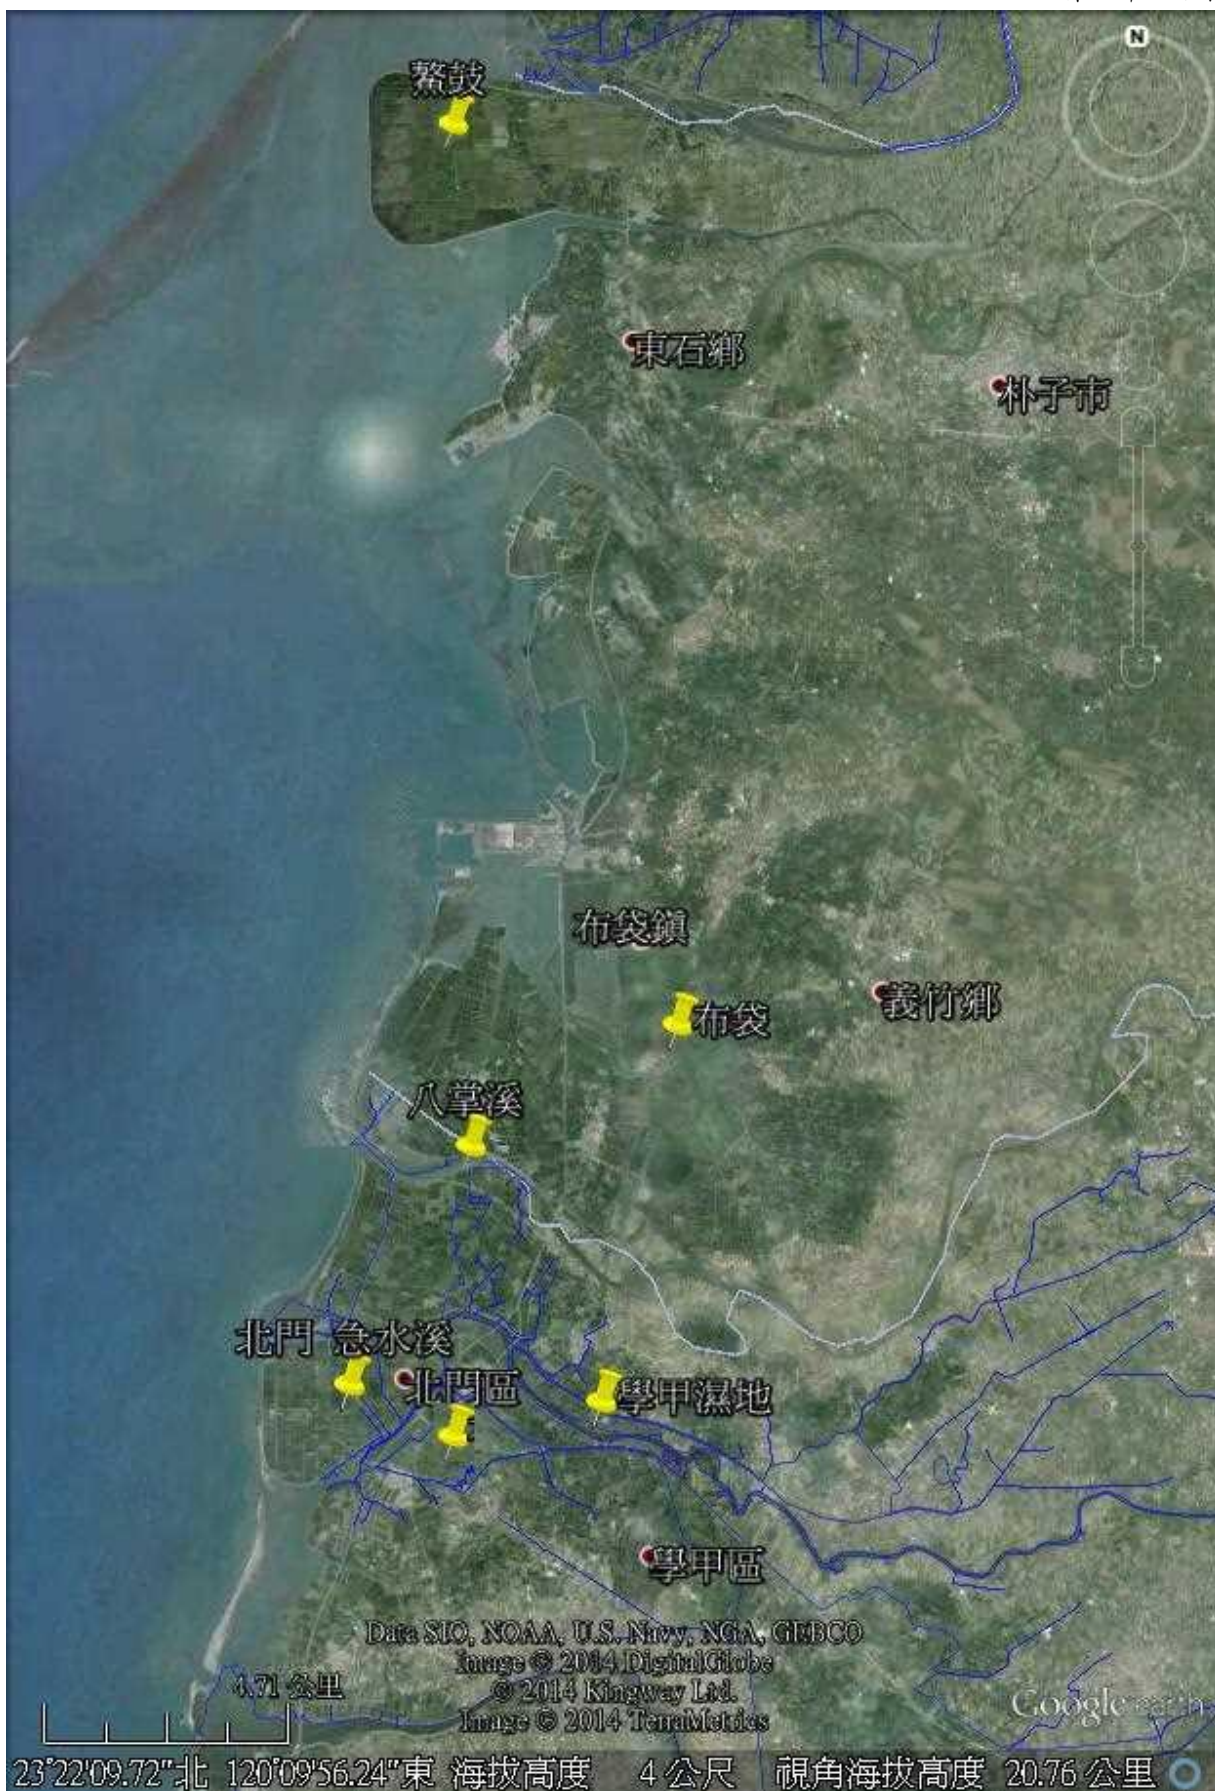 N
鰲鼓
東石鄉
朴子市
布袋鎮
布袋
義竹鄉
八掌溪
北門 急水溪
北門區
學甲濕地
學甲區
Data SIO, NOAA, U.S. Navy, NGA, GEBCO
Image © 2014 DigitalGlobe
© 2014 Kingway Ltd.
Image © 2014 TerraMetrics
4.71 公里
Google earth
23°22'09.72"北 120°09'56.24"東 海拔高度 4 公尺 視角海拔高度 20.76 公里